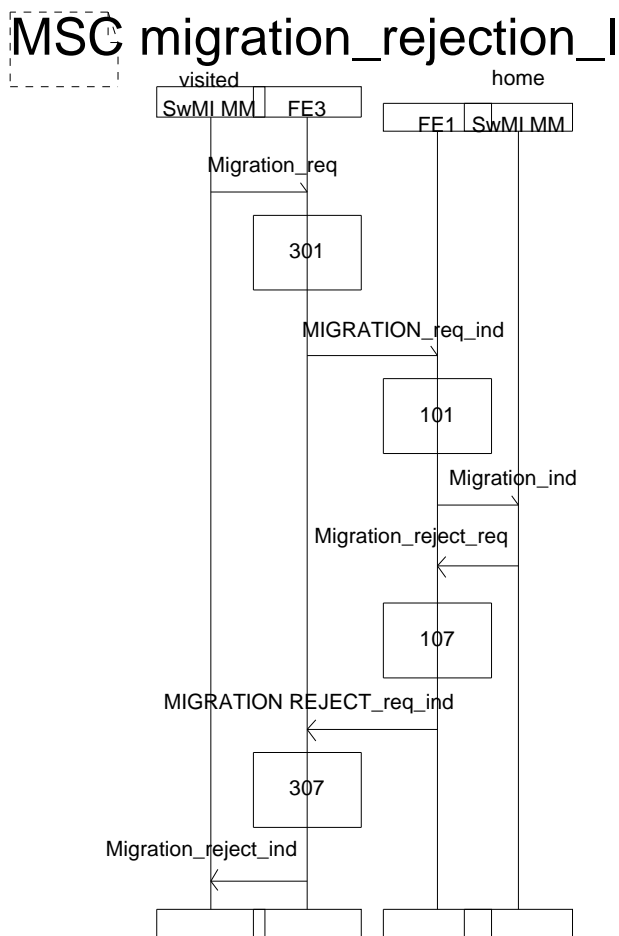 MSC migration_rejection_I
visited
home
SwMI MM FE3
FE1 SwMI MM
Migration_req
301
MIGRATION_req_ind
101
Migration_ind
Migration_reject_req
107
MIGRATION REJECT_req_ind
307
Migration_reject_ind